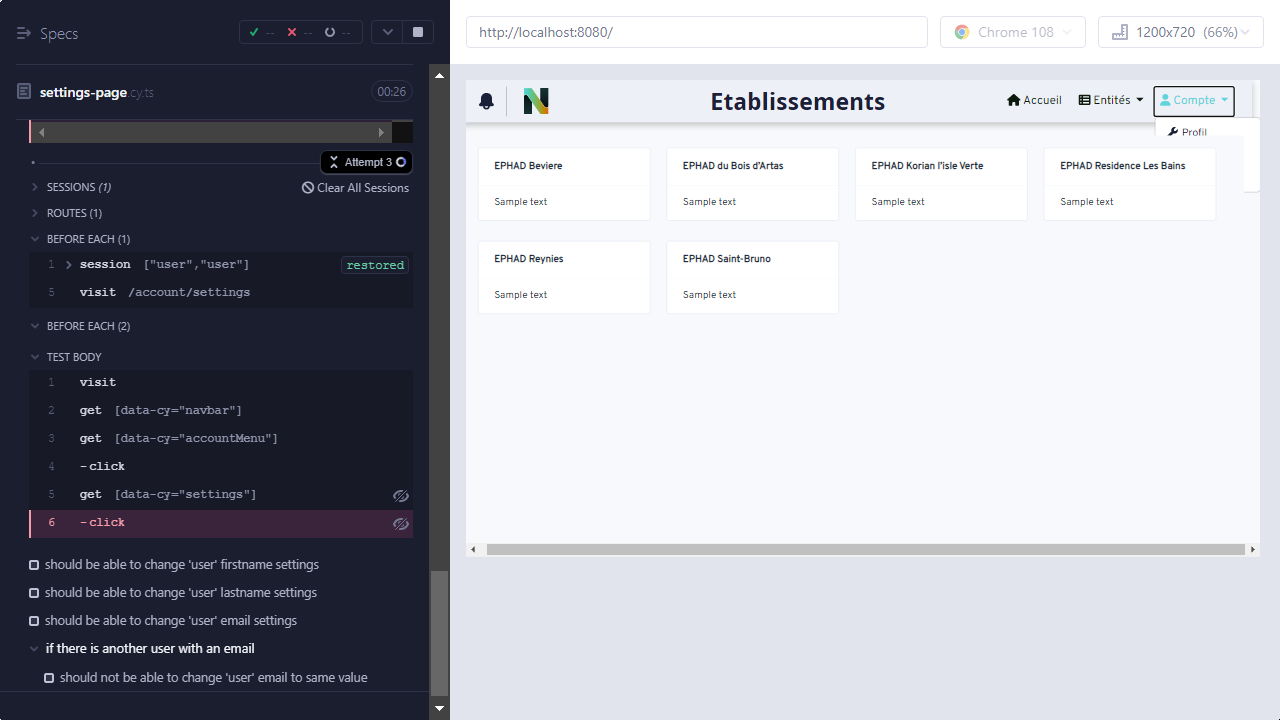 Specs
-- -- --
settings-page.cy.ts 00:26
Attempt 3
SESSIONS (1) Clear All Sessions
ROUTES (1)
BEFORE EACH (1)
1 session ["user","user"] restored
5 visit /account/settings
BEFORE EACH (2)
TEST BODY
1 visit
2 get [data-cy="navbar"]
3 get [data-cy="accountMenu"]
4 -click
5 get [data-cy="settings"]
6 -click
should be able to change 'user' firstname settings
should be able to change 'user' lastname settings
should be able to change 'user' email settings
if there is another user with an email
should not be able to change 'user' email to same value
http://localhost:8080/ Chrome 108 1200x720 (66%)
N Etablissements Accueil Entités Compte
Profil
EPHAD Beviere
Sample text
EPHAD du Bois d'Artas
Sample text
EPHAD Korian l'isle Verte
Sample text
EPHAD Residence Les Bains
Sample text
EPHAD Reynies
Sample text
EPHAD Saint-Bruno
Sample text